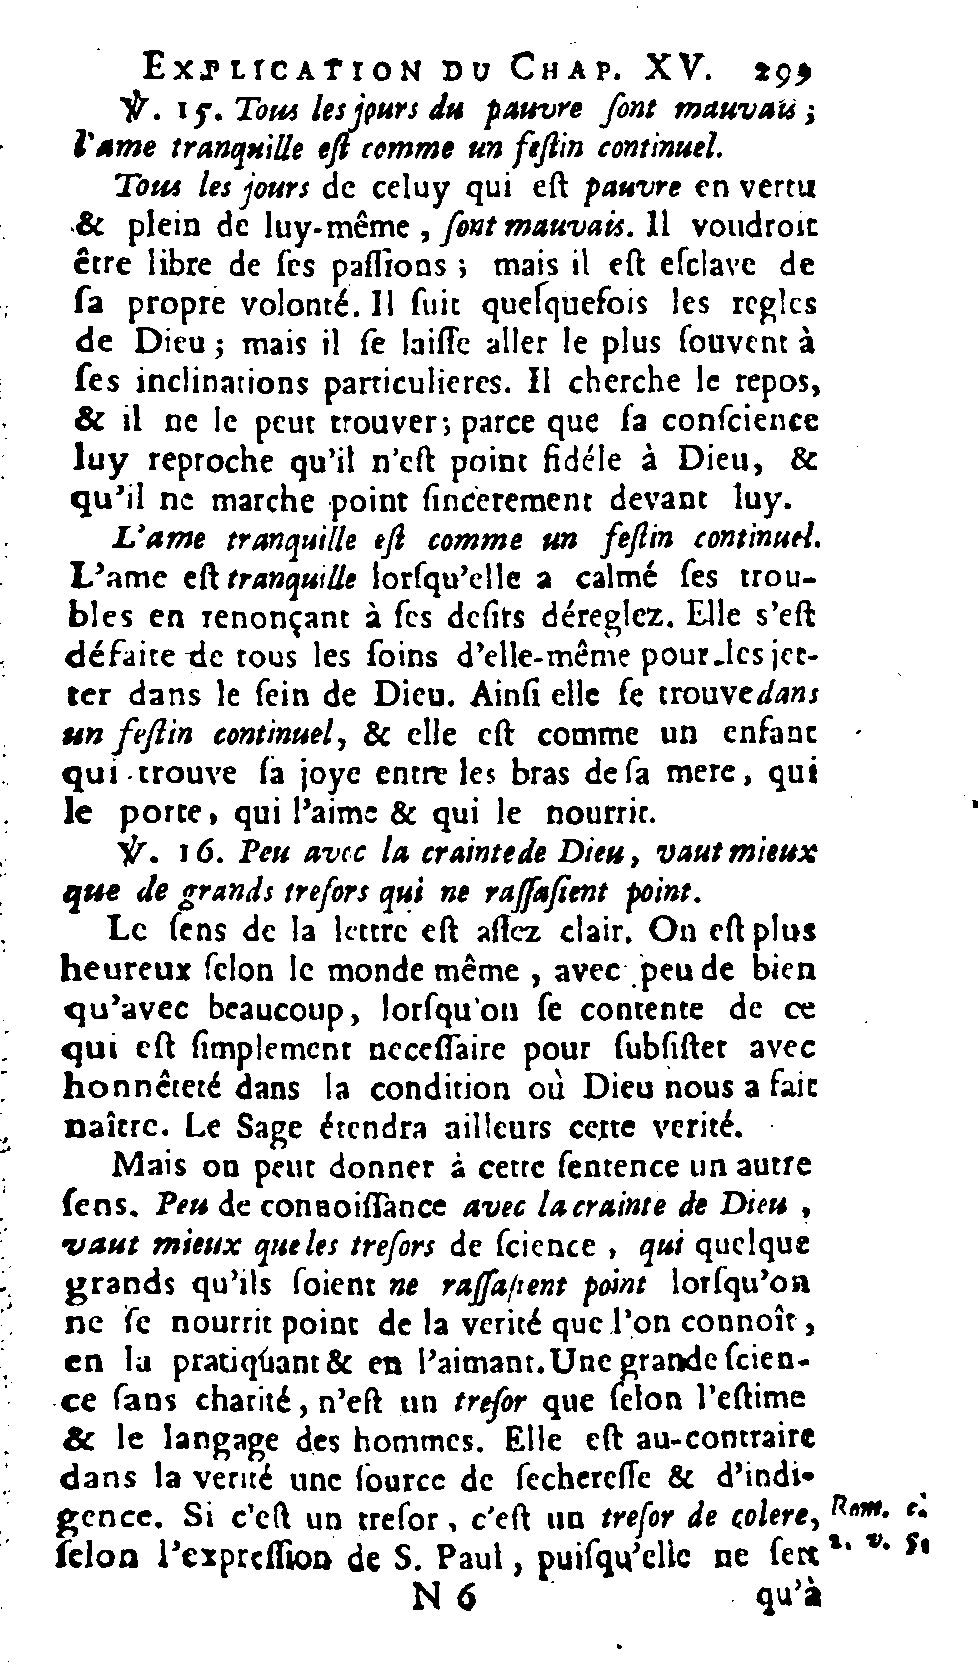 EXPLICATION DU CHAP. XV. 299
℣. 15. Tous les jours du pauvre ſont mauvais ;
l'ame tranquille eſt comme un feſtin continuel.
Tous les jours de celuy qui eſt pauvre en vertu
& plein de luy-même , ſont mauvais. Il voudroit
être libre de ſes paſſions ; mais il eſt eſclave de
ſa propre volonté. Il ſuit quelquefois les regles
de Dieu ; mais il ſe laiſſe aller le plus ſouvent à
ſes inclinations particulieres. Il cherche le repos,
& il ne le peut trouver ; parce que ſa conſcience
luy reproche qu'il n'eſt point fidéle à Dieu, &
qu'il ne marche point ſincerement devant luy.
L'ame tranquille eſt comme un feſtin continuel.
L'ame eſt tranquille lorſqu'elle a calmé ſes trou-
bles en renonçant à ſes deſirs déreglez. Elle s'eſt
défaite de tous les ſoins d'elle-même pour les jet-
ter dans le ſein de Dieu. Ainſi elle ſe trouve dans
un feſtin continuel, & elle eſt comme un enfant
qui trouve ſa joye entre les bras de ſa mere, qui
le porte, qui l'aime & qui le nourrit.
℣. 16. Peu avec la crainte de Dieu, vaut mieux
que de grands treſors qui ne raſſaſient point.
Le ſens de la lettre eſt aſſez clair. On eſt plus
heureux ſelon le monde même , avec peu de bien
qu'avec beaucoup, lorſqu'on ſe contente de ce
qui eſt ſimplement neceſſaire pour ſubſiſter avec
honnêteté dans la condition où Dieu nous a fait
naître. Le Sage étendra ailleurs cette verité.
Mais on peut donner à cette ſentence un autre
ſens. Peu de connoiſſance avec la crainte de Dieu ,
vaut mieux que les treſors de ſcience , qui quelque
grands qu'ils ſoient ne raſſaſient point lorſqu'on
ne ſe nourrit point de la verité que l'on connoît ,
en la pratiquant & en l'aimant. Une grande ſcien-
ce ſans charité, n'eſt un treſor que ſelon l'eſtime
& le langage des hommes. Elle eſt au-contraire
dans la verité une ſource de ſechereſſe & d'indi-
gence. Si c'eſt un treſor, c'eſt un treſor de colere, Rom. c.
ſelon l'expreſſion de S. Paul, puiſqu'elle ne ſert 2. v. 5.
N 6 qu'à